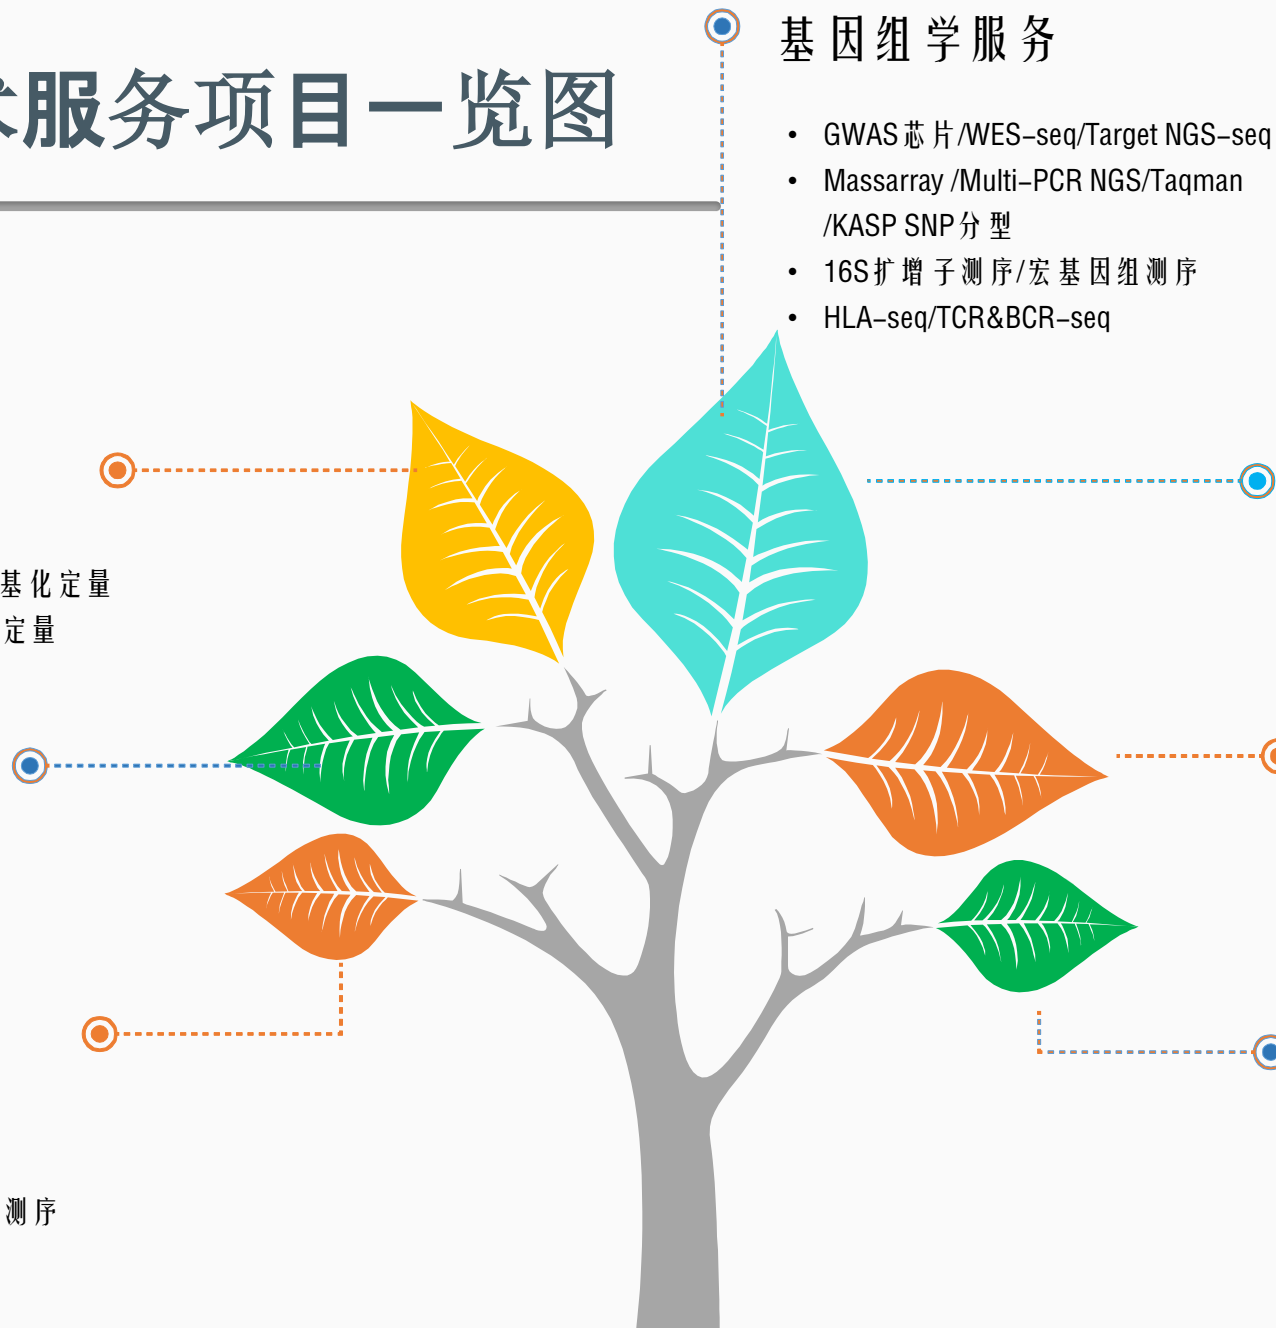 服务项目一览图
基因组学服务
• GWAS芯片/WES-seq/Target NGS-seq
• Massarray /Multi-PCR NGS/Taqman
/KASP SNP分型
• 16S扩增子测序/宏基因组测序
• HLA-seq/TCR&BCR-seq
基化定量
定量
测序